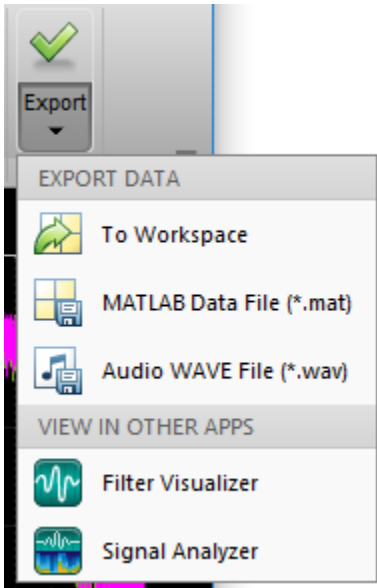 Export
EXPORT DATA
To Workspace
MATLAB Data File (*.mat)
Audio WAVE File (*.wav)
VIEW IN OTHER APPS
Filter Visualizer
Signal Analyzer